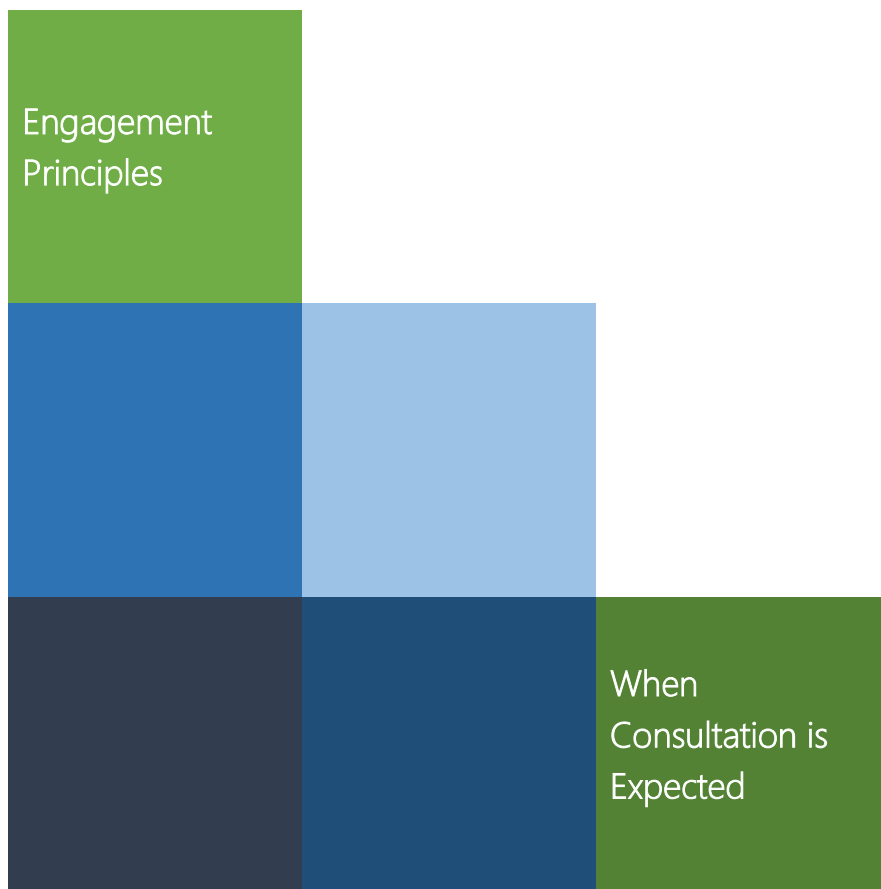 Engagement
Principles
When
Consultation is
Expected